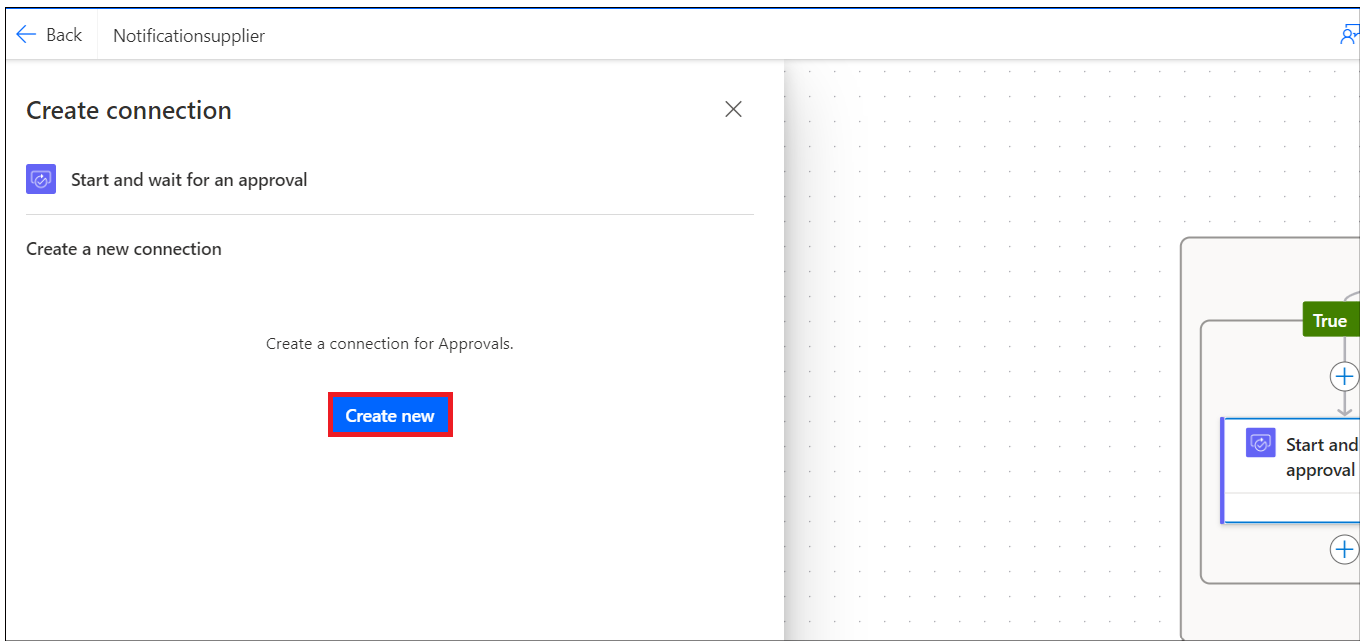 Back
Notificationsupplier
Create connection
Start and wait for an approval
Create a new connection
Create a connection for Approvals.
Create new
True
Start and
approval